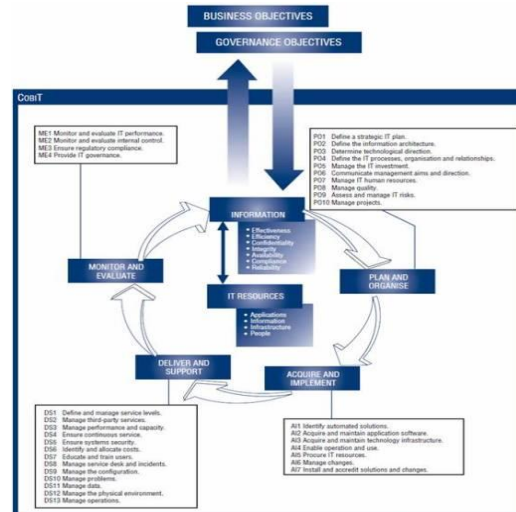 BUSINESS OBJECTIVES
GOVERNANCE OBJECTIVES
COBIT
ME1 Monitor and evaluate IT performance.
ME2 Monitor and evaluate internal control.
ME3 Ensure regulatory compliance.
ME4 Provide IT governance.
PO1 Define a strategic IT plan.
PO2 Define the information architecture.
PO3 Determine technological direction.
PO4 Define the IT processes, organisation and relationships.
PO5 Manage the IT investment.
PO6 Communicate management aims and direction.
PO7 Manage IT human resources.
PO8 Manage quality.
PO9 Assess and manage IT risks.
PO10 Manage projects.
INFORMATION
Effectiveness
Efficiency
Confidentiality
Integrity
Availability
Compliance
Reliability
MONITOR AND
EVALUATE
PLAN AND
ORGANISE
IT RESOURCES
Applications
Information
Infrastructure
People
DELIVER AND
SUPPORT
ACQUIRE AND
IMPLEMENT
DS1 Define and manage service levels.
DS2 Manage third-party services.
DS3 Manage performance and capacity.
DS4 Ensure continuous service.
DS5 Ensure systems security.
DS6 Identify and allocate costs.
DS7 Educate and train users.
DS8 Manage service desk and incidents.
DS9 Manage the configuration.
DS10 Manage problems.
DS11 Manage data.
DS12 Manage the physical environment.
DS13 Manage operations.
AI1 Identify automated solutions.
AI2 Acquire and maintain application software.
AI3 Acquire and maintain technology infrastructure.
AI4 Enable operation and use.
AI5 Procure IT resources.
AI6 Manage changes.
AI7 Install and accredit solutions and changes.